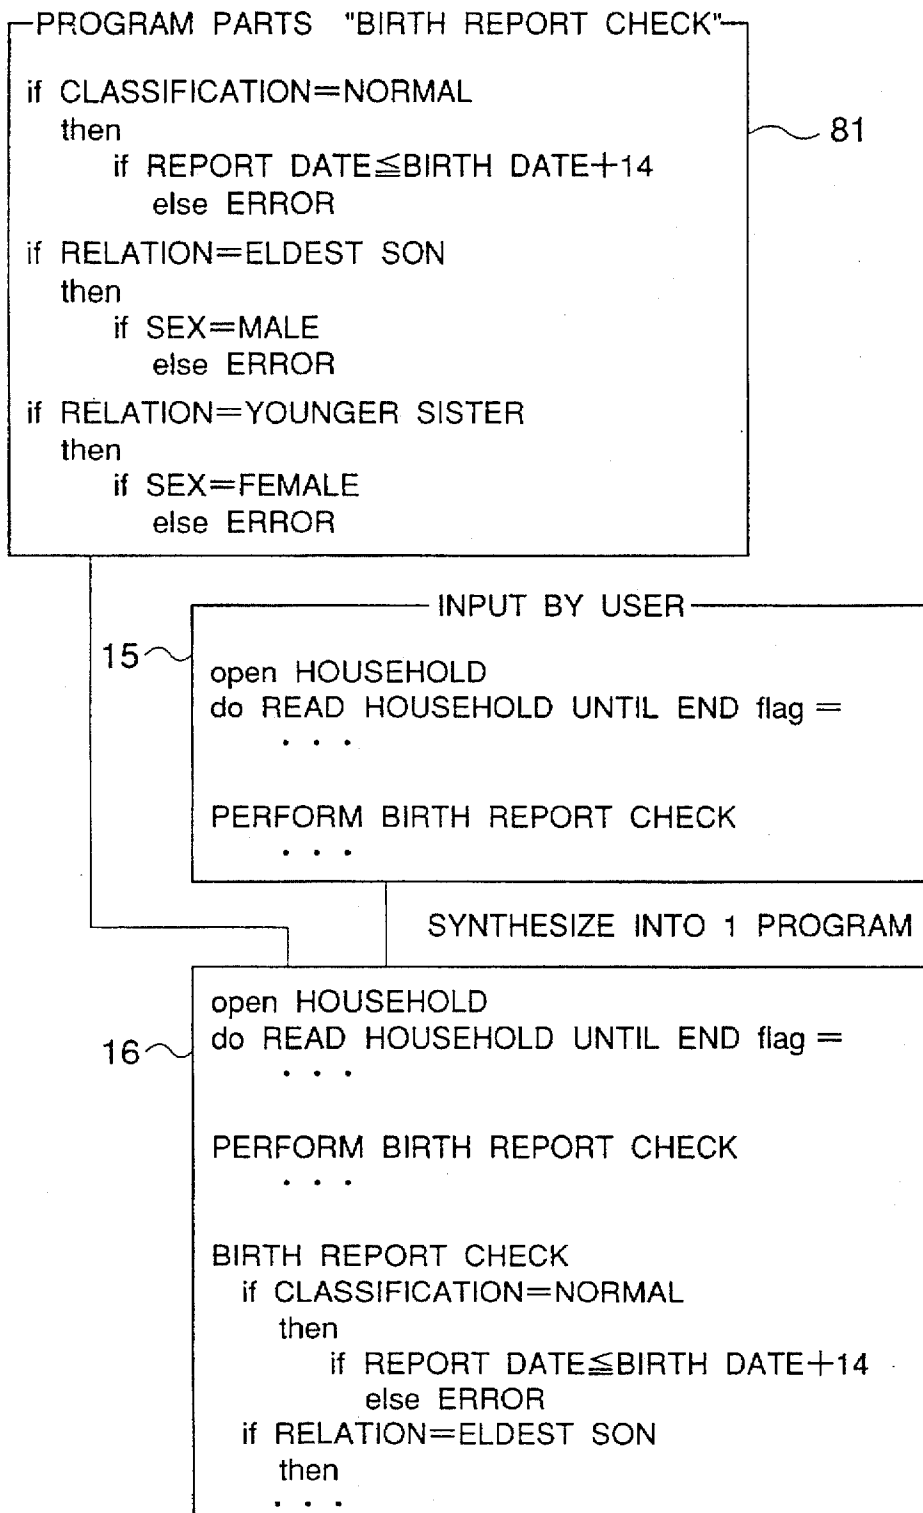 PROGRAM PARTS "BIRTH REPORT CHECK"
if CLASSIFICATION=NORMAL
then
if REPORT DATE≦BIRTH DATE+14
else ERROR
if RELATION=ELDEST SON
then
if SEX=MALE
else ERROR
if RELATION=YOUNGER SISTER
then
if SEX=FEMALE
else ERROR
81
INPUT BY USER
15
open HOUSEHOLD
do READ HOUSEHOLD UNTIL END flag =
. . .
PERFORM BIRTH REPORT CHECK
. . .
SYNTHESIZE INTO 1 PROGRAM
16
open HOUSEHOLD
do READ HOUSEHOLD UNTIL END flag =
. . .
PERFORM BIRTH REPORT CHECK
. . .
BIRTH REPORT CHECK
if CLASSIFICATION=NORMAL
then
if REPORT DATE≦BIRTH DATE+14
else ERROR
if RELATION=ELDEST SON
then
. . .